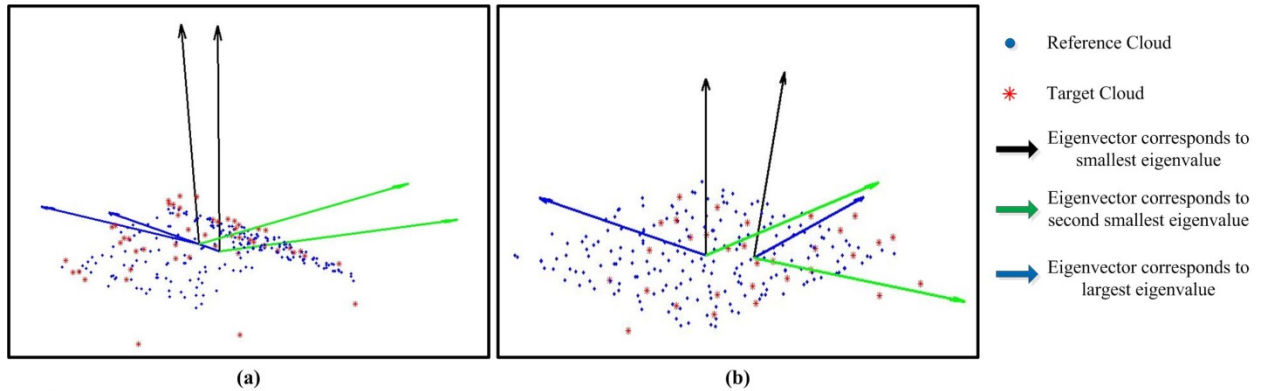 Reference Cloud
Target Cloud
Eigenvector corresponds to
smallest eigenvalue
Eigenvector corresponds to
second smallest eigenvalue
Eigenvector corresponds to
largest eigenvalue
(a)
(b)